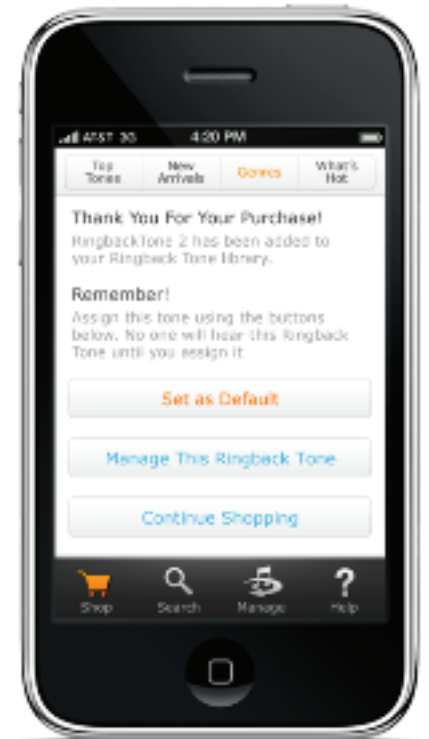 AT&T 3G 4:20 PM
Top Tones New Arrivals Genres What's Hot
Thank You For Your Purchase!
RingbackTone 2 has been added to
your Ringback Tone library.
Remember!
Assign this tone using the buttons
below. No one will hear this Ringback
Tone until you assign it
Set as Default
Manage This Ringback Tone
Continue Shopping
Shop Search Manage Help